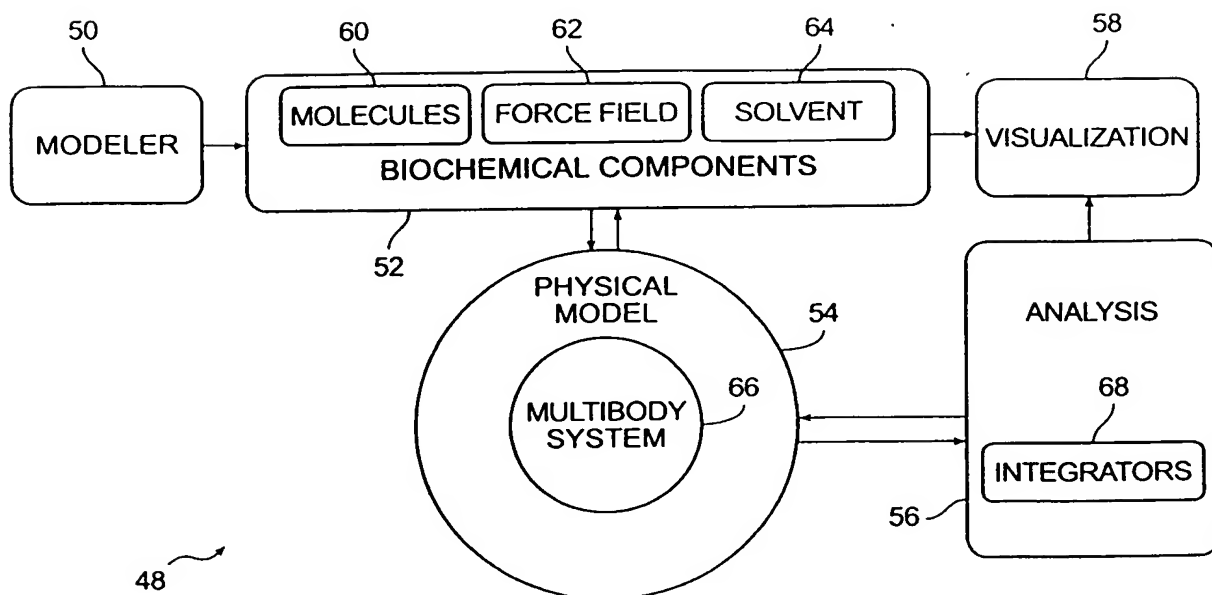 50
60
62
64
58
MODELER
MOLECULES
FORCE FIELD
SOLVENT
BIOCHEMICAL COMPONENTS
VISUALIZATION
52
PHYSICAL
MODEL
54
MULTIBODY
SYSTEM
66
ANALYSIS
68
INTEGRATORS
56
48